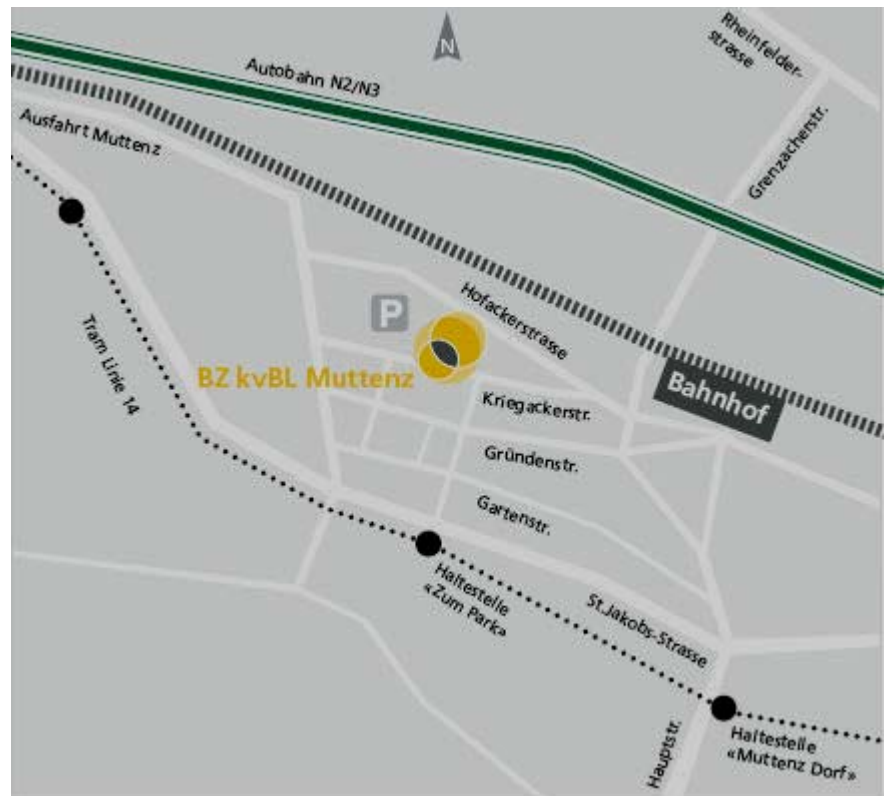 N
Rheinfelder-
strasse
Autobahn N2/N3
Grenzacherstr.
Ausfahrt Muttenz
P
Hofackerstrasse
Tram Linie 14
BZ kvBL Muttenz
Bahnhof
Kriegackerstr.
Gründenstr.
Gartenstr.
Haltestelle
«Zum Park»
St.Jakobs-Strasse
Hauptstr.
Haltestelle
«Muttenz Dorf»